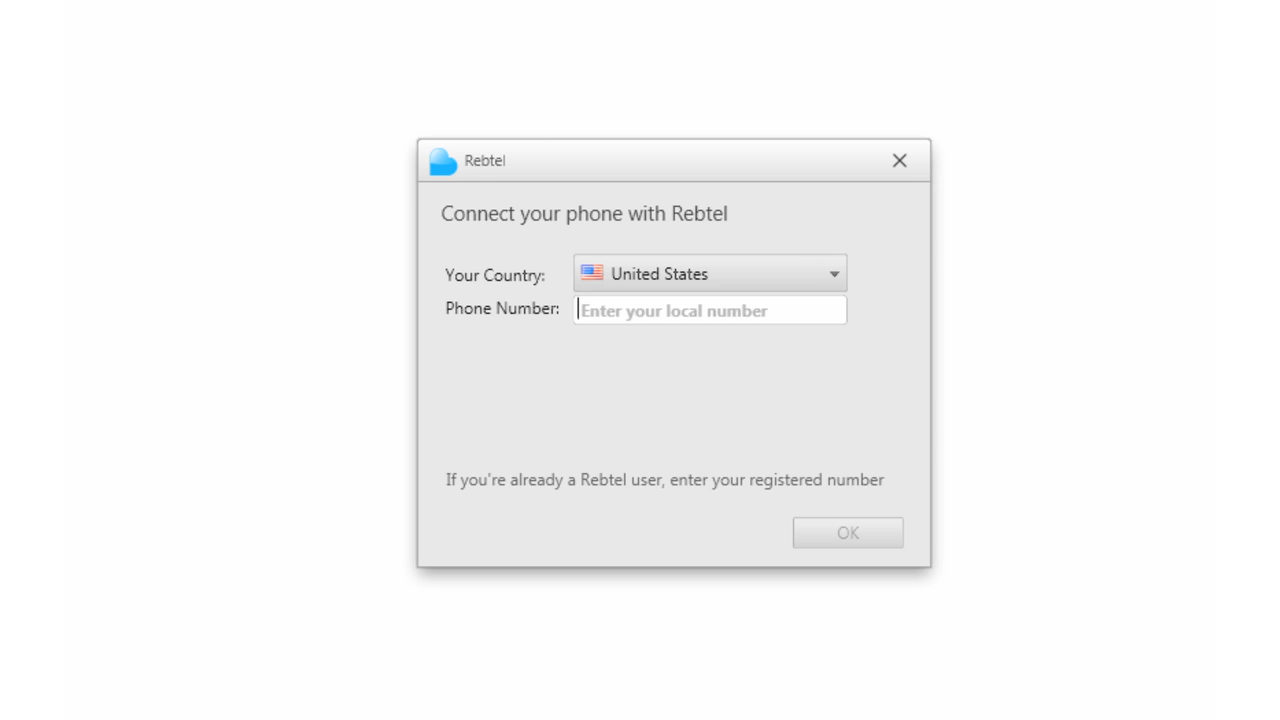 Rebtel
Connect your phone with Rebtel
Your Country: United States
Phone Number: Enter your local number
If you're already a Rebtel user, enter your registered number
OK